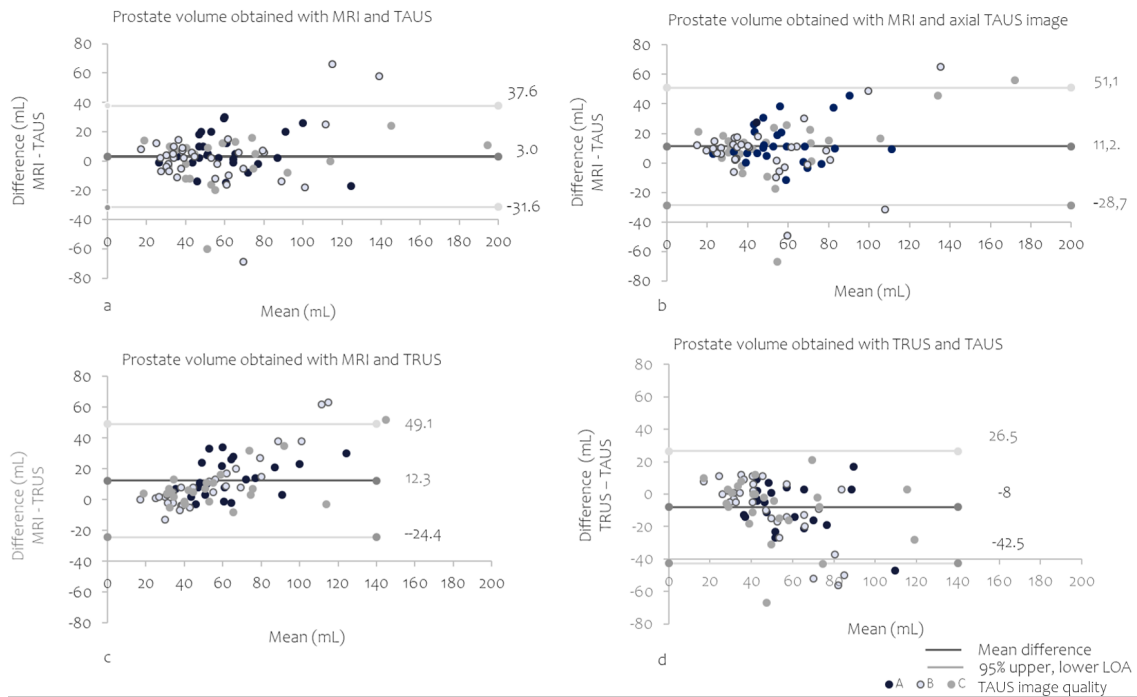 Prostate volume obtained with MRI and TAUS
Difference (mL)
MRI - TAUS
80
60
40
20
0
-20
-40
-60
-80
0 20 40 60 80 100 120 140 160 180 200
37.6
3.0
-31.6
Mean (mL)
a
Prostate volume obtained with MRI and axial TAUS image
Difference (mL)
MRI - TAUS
80
60
40
20
0
-20
-40
-60
-80
0 20 40 60 80 100 120 140 160 180 200
51,1
11,2.
-28,7
Mean (mL)
b
Prostate volume obtained with MRI and TRUS
Difference (mL)
MRI - TRUS
80
60
40
20
0
-20
-40
-60
-80
0 20 40 60 80 100 120 140 160 180 200
49.1
12.3
-24.4
Mean (mL)
c
Prostate volume obtained with TRUS and TAUS
Difference (mL)
TRUS – TAUS
80
60
40
20
0
-20
-40
-60
-80
0 20 40 60 80 100 120 140 160 180 200
26.5
-8
-42.5
Mean (mL)
d
Mean difference
95% upper, lower LOA
A B C TAUS image quality